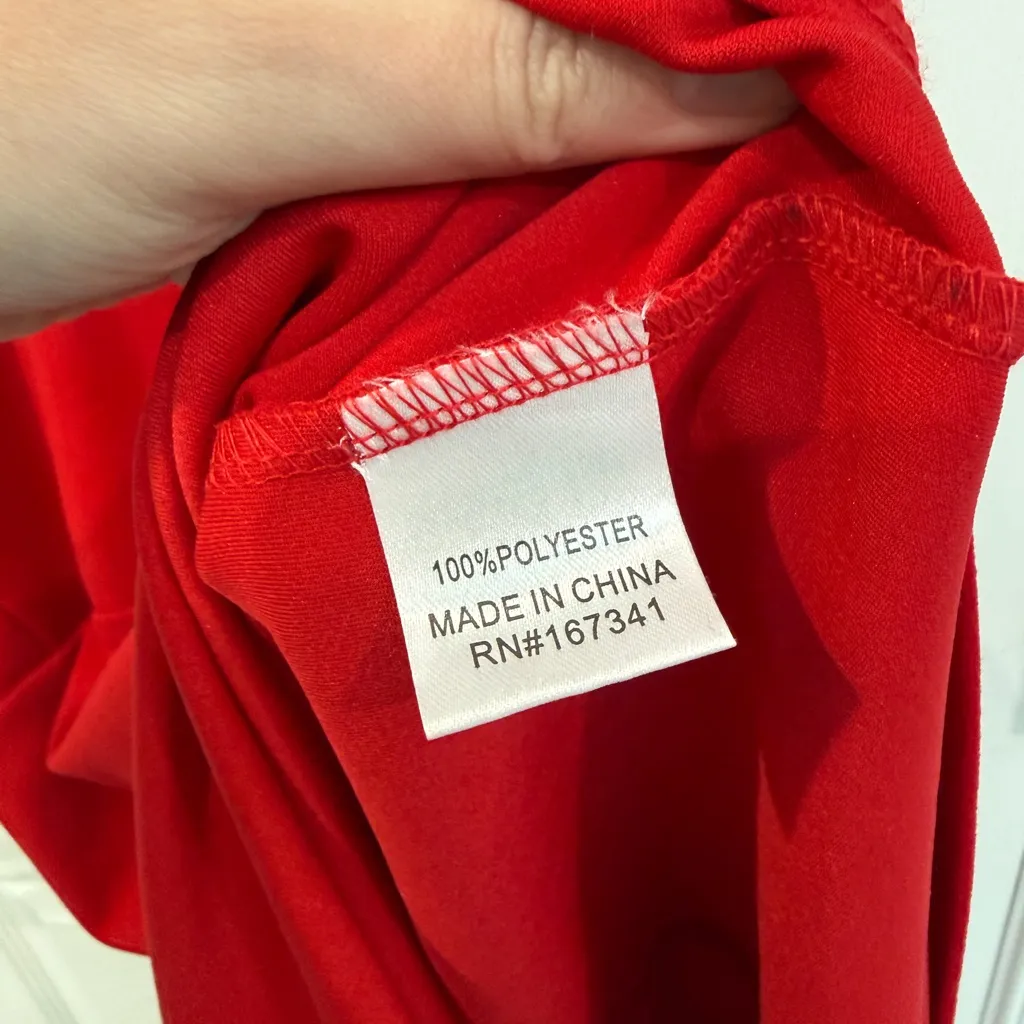 100%POLYESTER
MADE IN CHINA
RN#167341